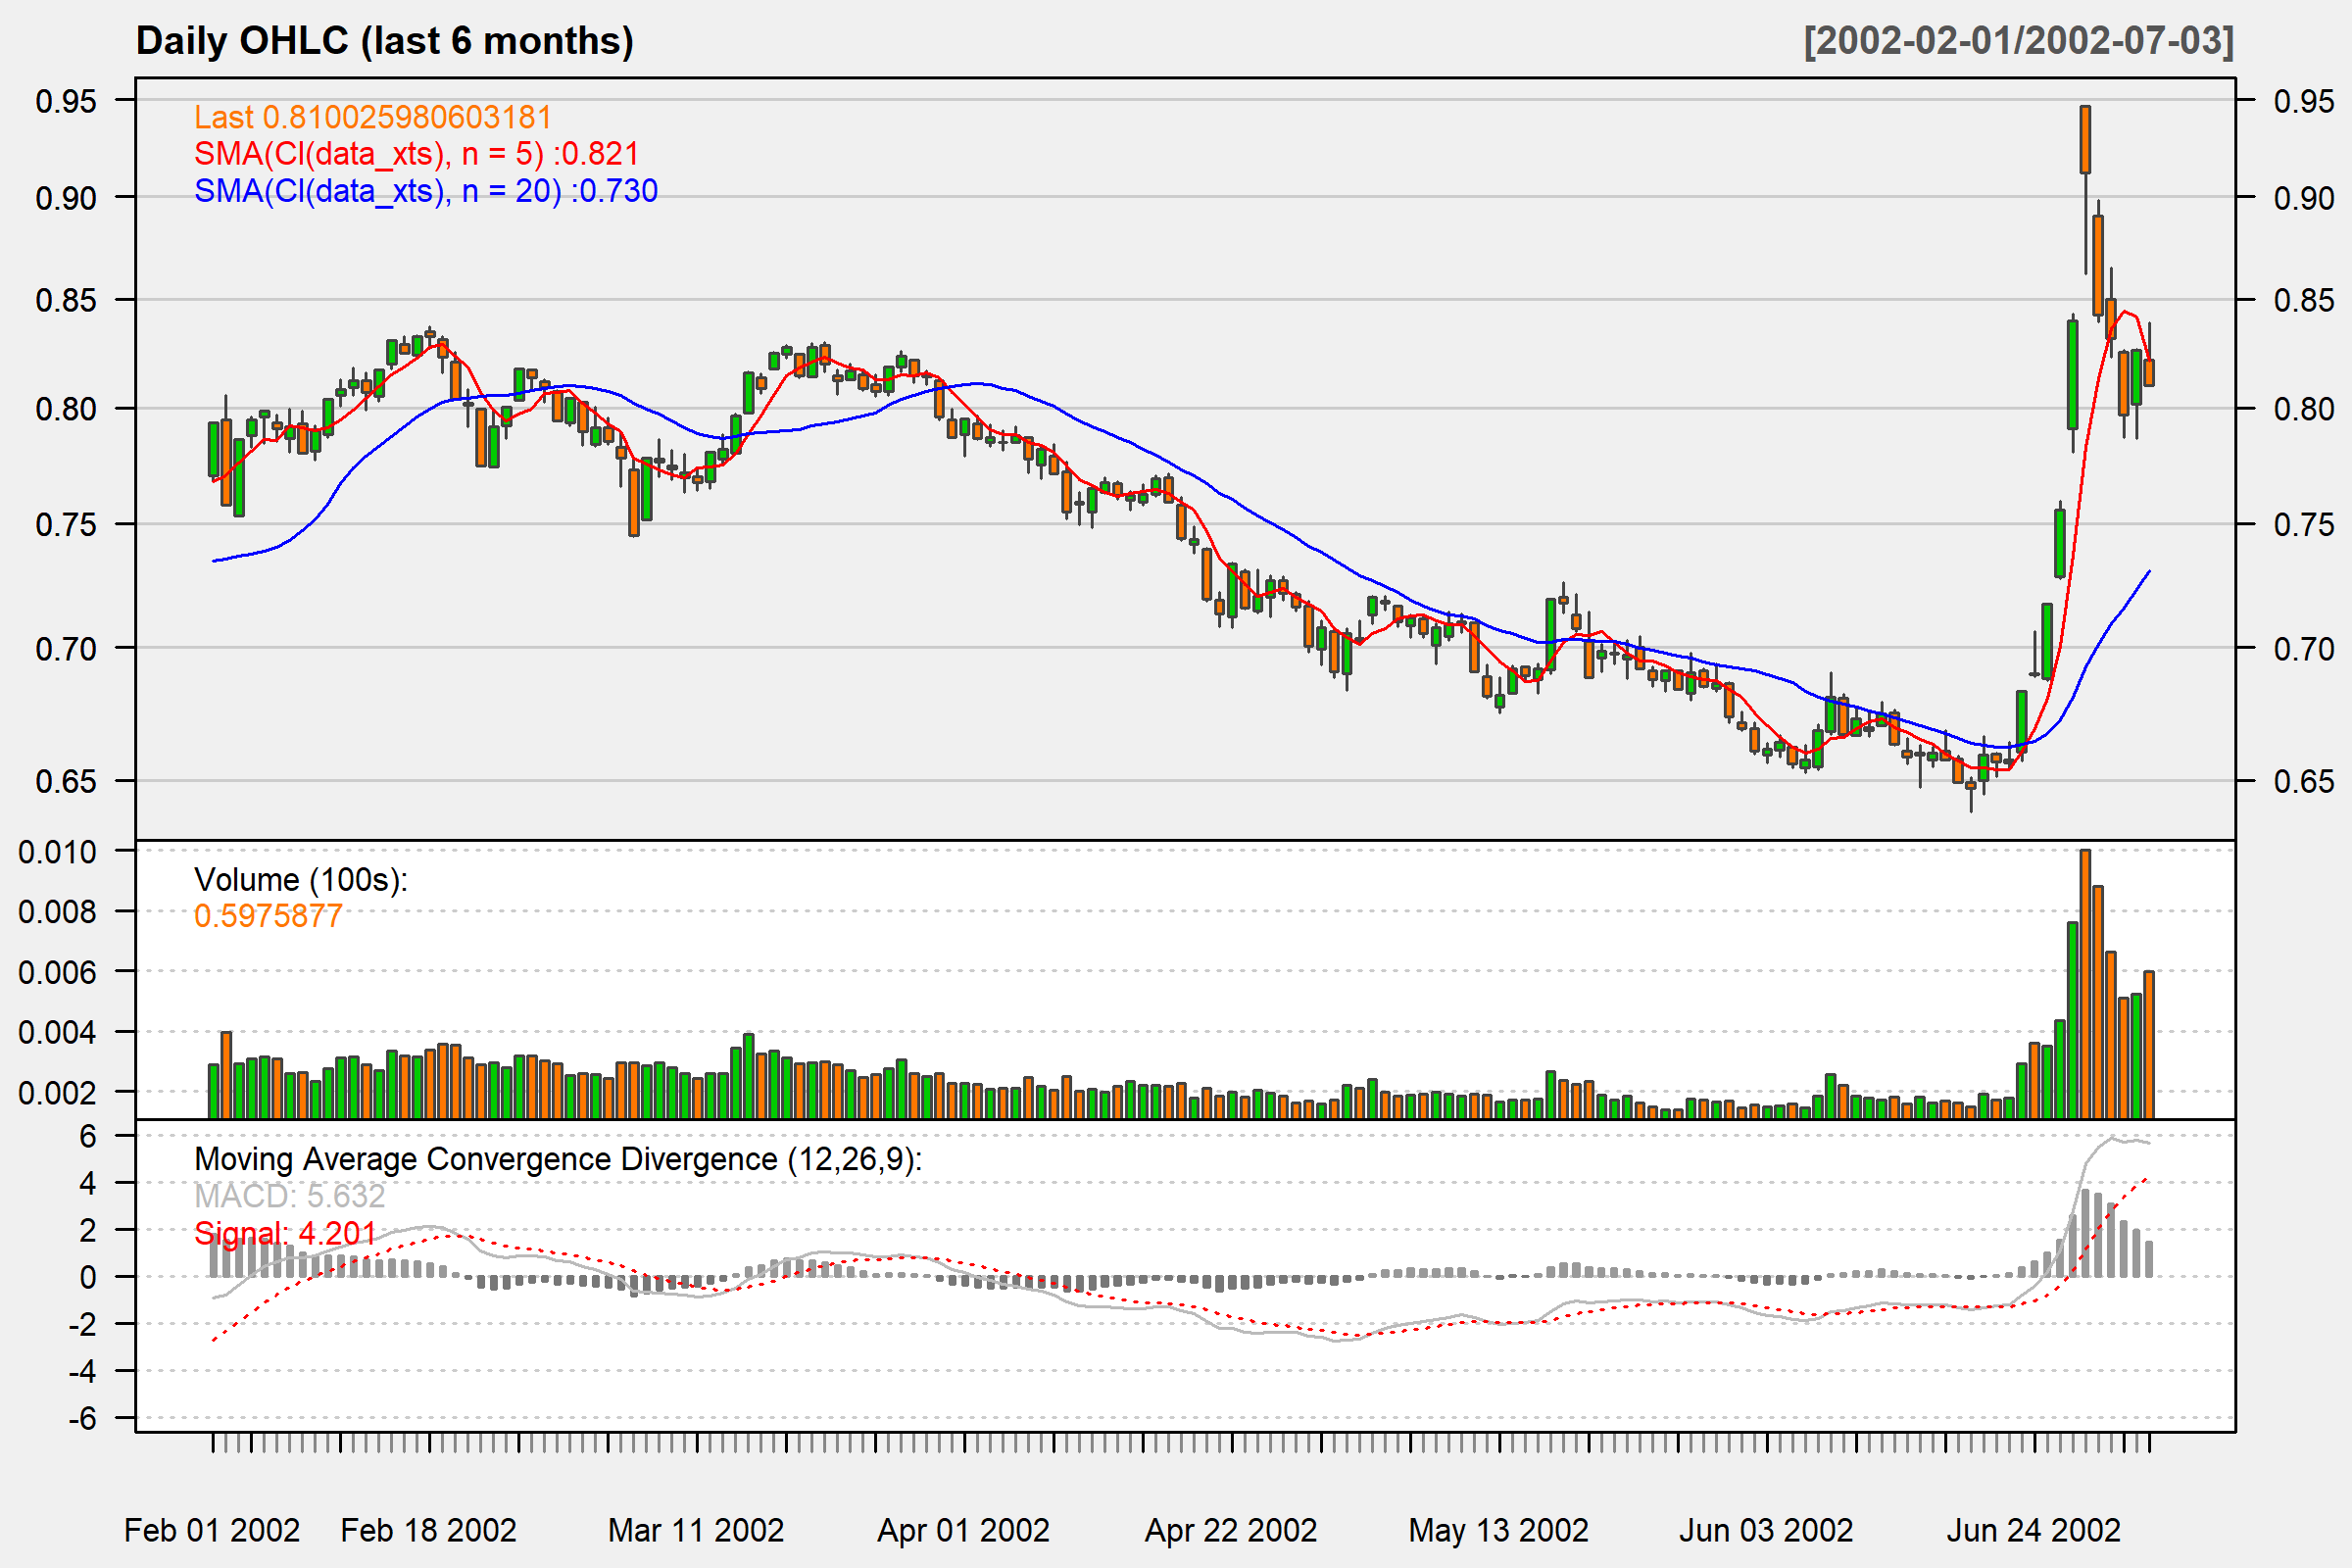 Daily OHLC (last 6 months) [2002-02-01/2002-07-03]
0.95 0.95
Last 0.810025980603181
SMA(Cl(data_xts), n = 5) :0.821
SMA(Cl(data_xts), n = 20) :0.730
0.90 0.90
0.85 0.85
0.80 0.80
0.75 0.75
0.70 0.70
0.65 0.65
0.010
Volume (100s):
0.008
0.5975877
0.006
0.004
0.002
6
Moving Average Convergence Divergence (12,26,9):
4
MACD: 5.632
2
Signal: 4.201
0
-2
-4
-6
Feb 01 2002 Feb 18 2002 Mar 11 2002 Apr 01 2002 Apr 22 2002 May 13 2002 Jun 03 2002 Jun 24 2002